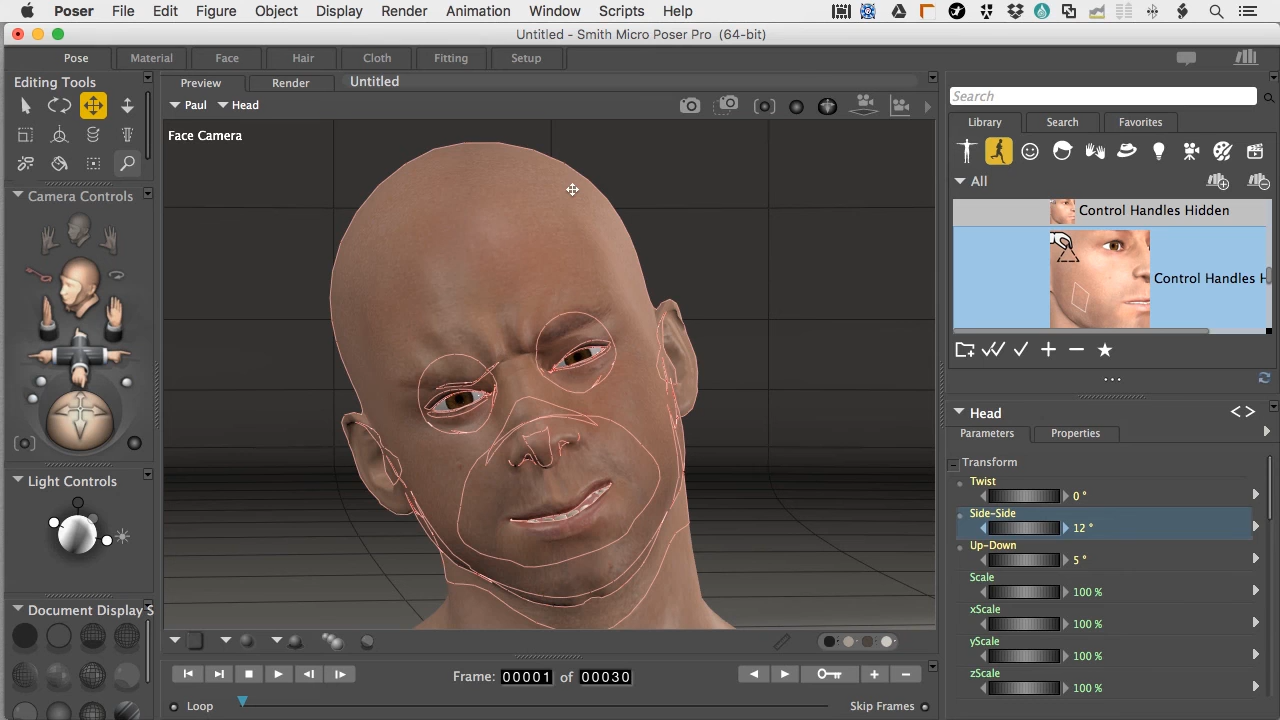 Poser File Edit Figure Object Display Render Animation Window Scripts Help
Untitled - Smith Micro Poser Pro (64-bit)
Pose Material Face Hair Cloth Fitting Setup
Editing Tools
Preview Render Untitled
Paul Head
Face Camera
Camera Controls
Light Controls
Document Display S
Search
Library Search Favorites
All
Control Handles Hidden
Control Handles H
Head
Parameters Properties
Transform
Twist
0 °
Side-Side
12 °
Up-Down
5 °
Scale
100 %
xScale
100 %
yScale
100 %
zScale
100 %
Frame: 00001 of 00030
Loop
Skip Frames